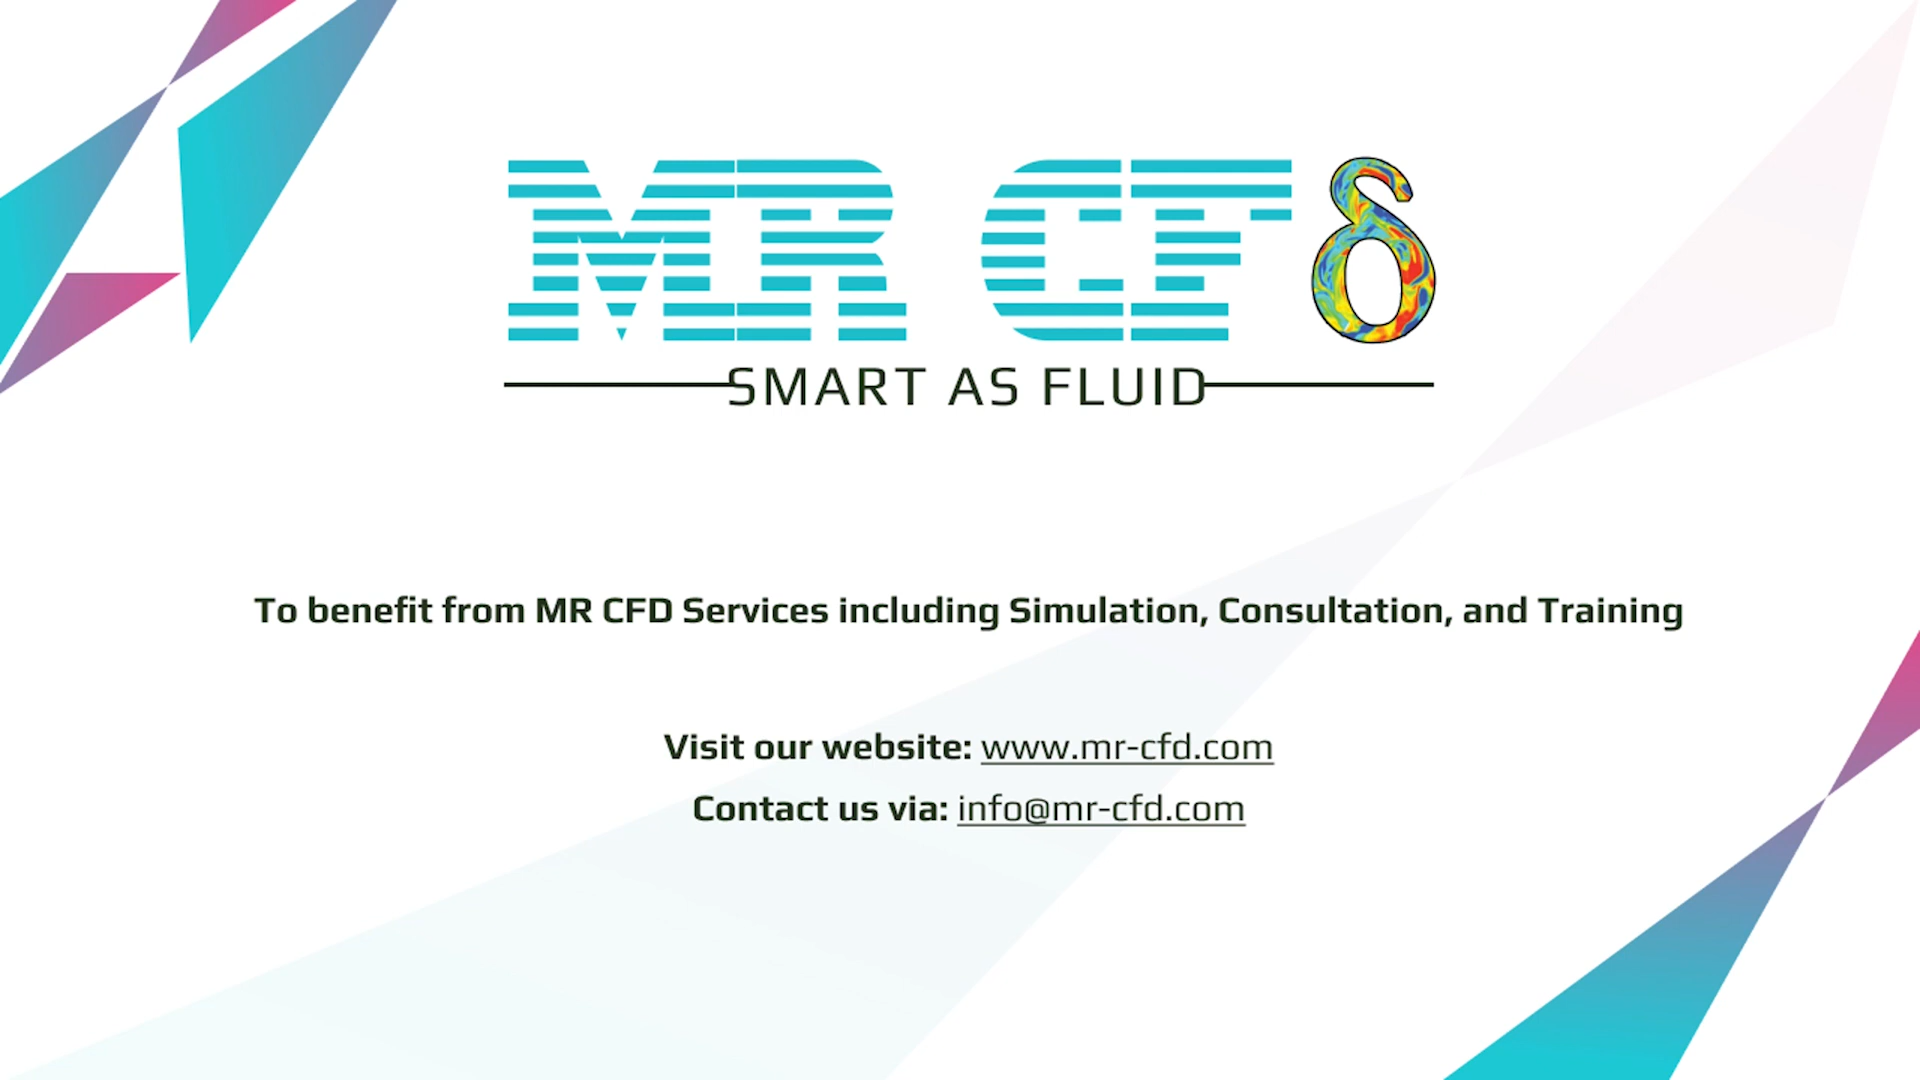 MR CFδ
SMART AS FLUID
To benefit from MR CFD Services including Simulation, Consultation, and Training
Visit our website: www.mr-cfd.com
Contact us via: info@mr-cfd.com